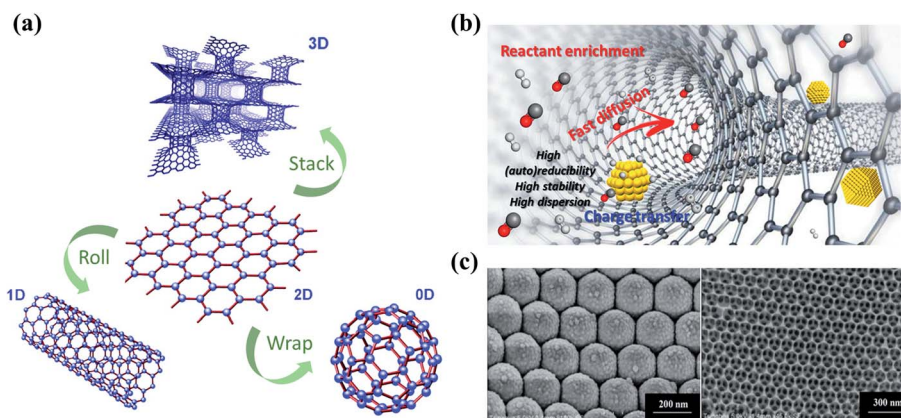 (a)
3D
Stack
Roll
1D
2D
0D
Wrap
(b)
Reactant enrichment
Fast diffusion
High
(auto)reducibility
High stability
High dispersion
Charge transfer
(c)
200 nm
300 nm